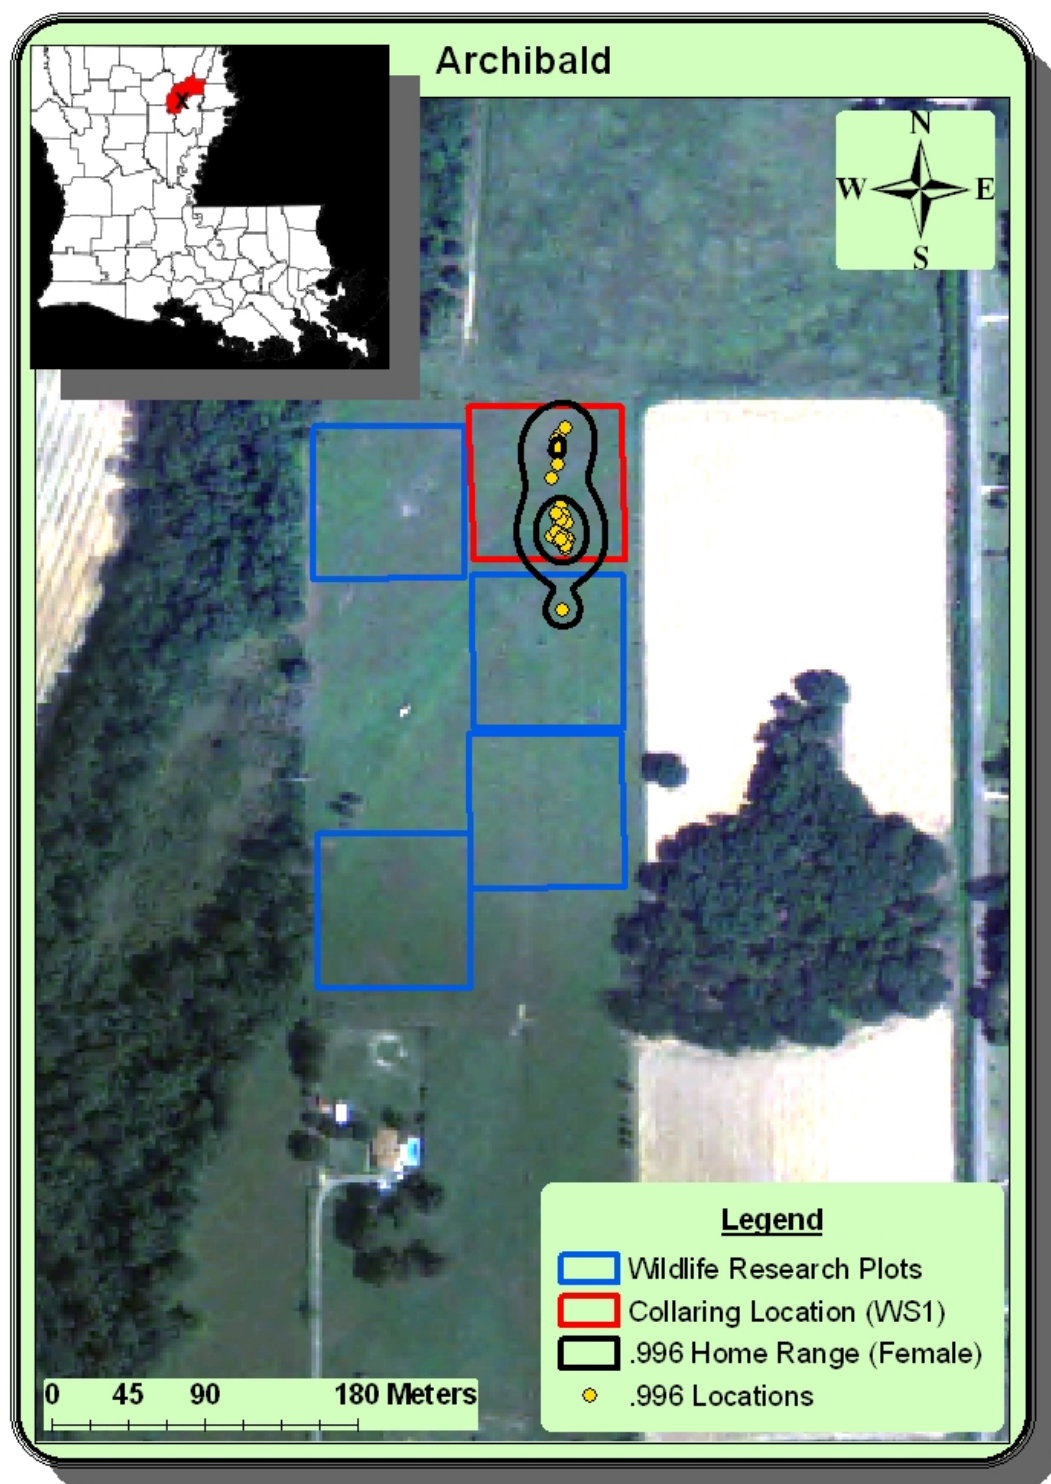 Archibald
X
N
W E
S
Legend
Wildlife Research Plots
Collaring Location (WS1)
.996 Home Range (Female)
.996 Locations
0 45 90 180 Meters